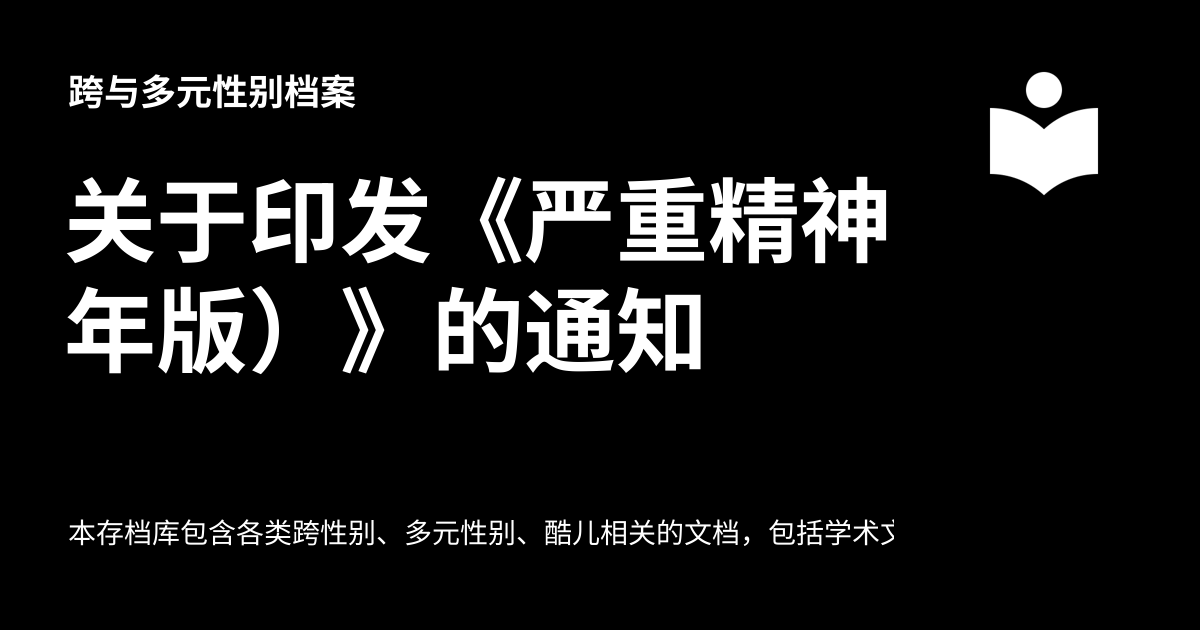 跨与多元性别档案
关于印发《严重精神
年版）》的通知
本存档库包含各类跨性别、多元性别、酷儿相关的文档，包括学术